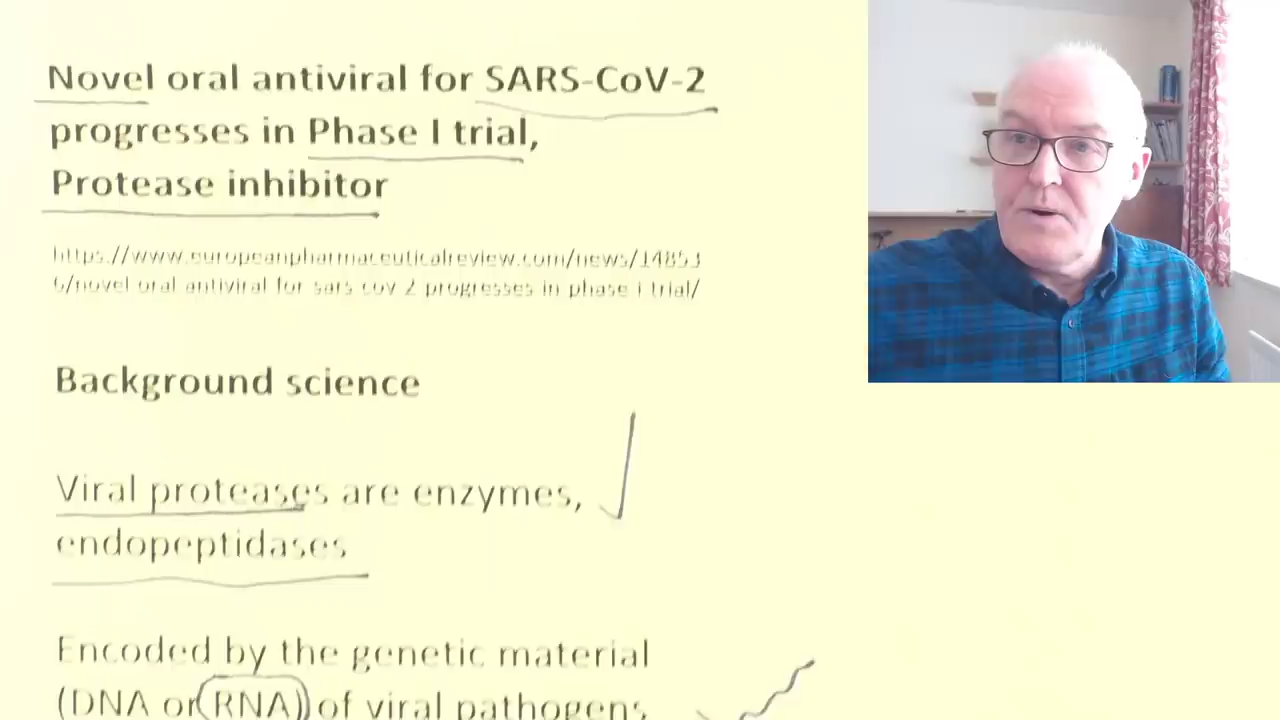 Novel oral antiviral for SARS-CoV-2
progresses in Phase I trial,
Protease inhibitor
https://www.europeanpharmaceuticalreview.com/news/14853
6/novel-oral-antiviral-for-sars-cov-2-progresses-in-phase-i-trial/
Background science
Viral proteases are enzymes,
endopeptidases
Encoded by the genetic material
(DNA or RNA) of viral pathogens